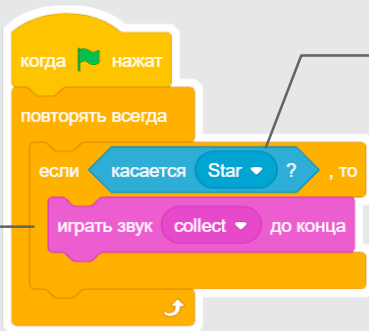 когда нажат
повторять всегда
если касается Star ? , то
играть звук collect до конца